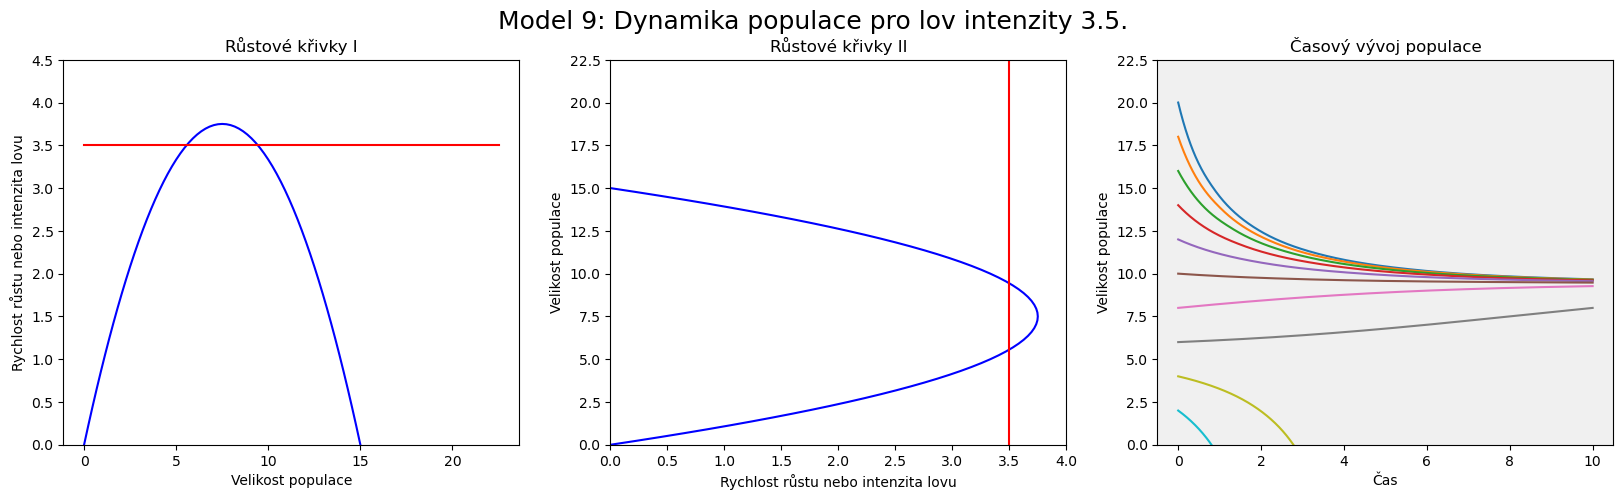 Model 9: Dynamika populace pro lov intenzity 3.5.
Růstové křivky I
4.5
4.0
3.5
3.0
2.5
2.0
1.5
1.0
0.5
0.0
Rychlost růstu nebo intenzita lovu
0 5 10 15 20
Velikost populace
Růstové křivky II
22.5
20.0
17.5
15.0
12.5
10.0
7.5
5.0
2.5
0.0
Velikost populace
0.0 0.5 1.0 1.5 2.0 2.5 3.0 3.5 4.0
Rychlost růstu nebo intenzita lovu
Časový vývoj populace
22.5
20.0
17.5
15.0
12.5
10.0
7.5
5.0
2.5
0.0
Velikost populace
0 2 4 6 8 10
Čas